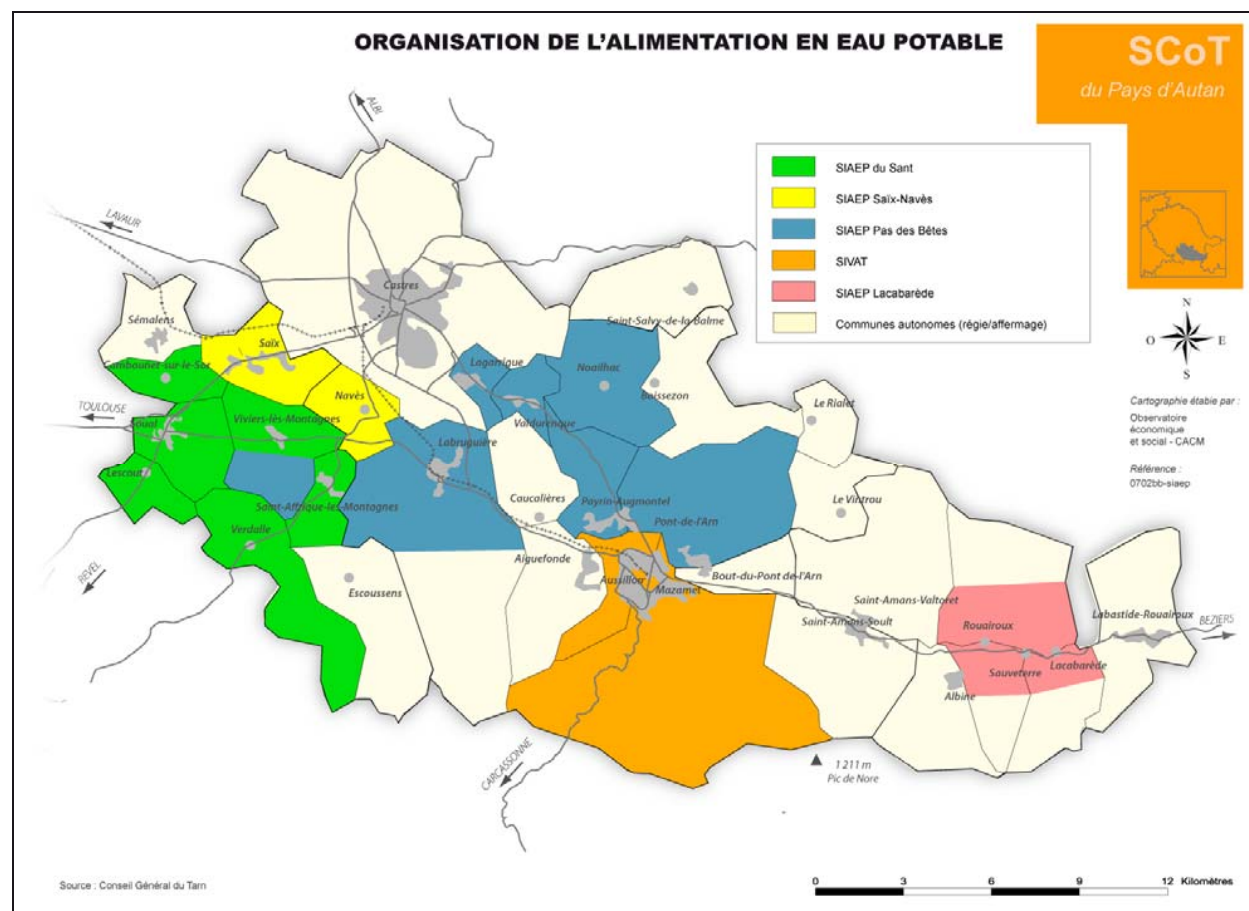 ORGANISATION DE L'ALIMENTATION EN EAU POTABLE
SCoT
du Pays d'Autan
SIAEP du Sant
SIAEP Saïx-Navès
SIAEP Pas des Bêtes
SIVAT
SIAEP Lacabarède
Communes autonomes (régie/affermage)
N
O
E
S
Cartographie établie par :
Observatoire
économique
et social - CACM
Référence :
0702bb-siaep
ALBI
LAVAUR
Castres
Sémalens
Saint-Salvy-de-la-Balme
Saïx
Cambounet-sur-le-Sor
Lagarrigue
Noailhac
Boissezon
Navès
Le Rialet
TOULOUSE
Viviers-lès-Montagnes
Soual
Valdurenque
Labruguière
Lescout
Saint-Affrique-les-Montagnes
Caucalières
Payrin-Augmontel
Le Vintrou
Verdalle
Pont-de-l'Arn
Aiguefonde
REVEL
Aussillon
Bout-du-Pont-de-l'Arn
Escoussens
Mazamet
Saint-Amans-Valtoret
Saint-Amans-Soult
Rouairoux
Labastide-Rouairoux
BEZIERS
Lacabarède
Sauveterre
Albine
CARCASSONNE
1 211 m
Pic de Nore
Source : Conseil Général du Tarn
0 3 6 9 12 Kilomètres